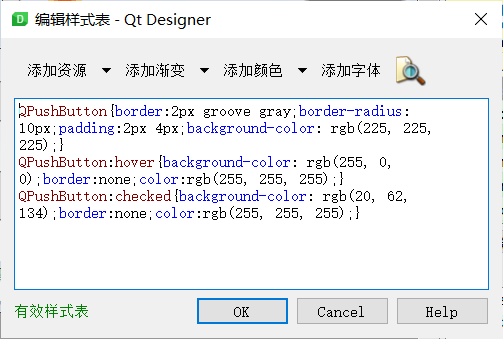 编辑样式表 - Qt Designer
添加资源 添加渐变 添加颜色 添加字体
QPushButton{border:2px groove gray;border-radius:
10px;padding:2px 4px;background-color: rgb(225, 225,
225);}
QPushButton:hover{background-color: rgb(255, 0,
0);border:none;color:rgb(255, 255, 255);}
QPushButton:checked{background-color: rgb(20, 62,
134);border:none;color:rgb(255, 255, 255);}
有效样式表 OK Cancel Help